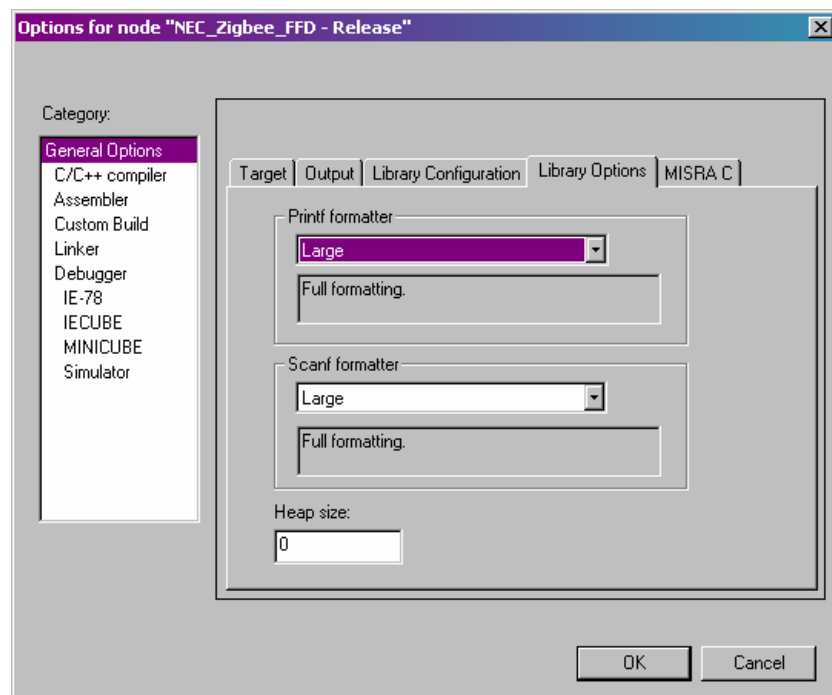 Options for node "NEC_Zigbee_FFD - Release"
Category:
General Options
C/C++ compiler
Assembler
Custom Build
Linker
Debugger
IE-78
IECUBE
MINICUBE
Simulator
Target Output Library Configuration Library Options MISRA C
Printf formatter
Large
Full formatting.
Scanf formatter
Large
Full formatting.
Heap size:
0
OK Cancel